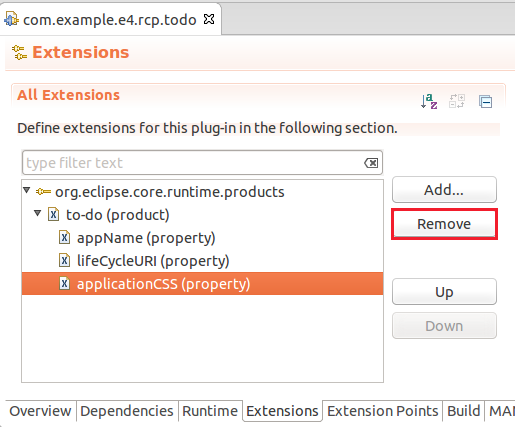 com.example.e4.rcp.todo
Extensions
All Extensions
Define extensions for this plug-in in the following section.
type filter text
org.eclipse.core.runtime.products
to-do (product)
appName (property)
lifeCycleURI (property)
applicationCSS (property)
Add...
Remove
Up
Down
Overview Dependencies Runtime Extensions Extension Points Build MAI